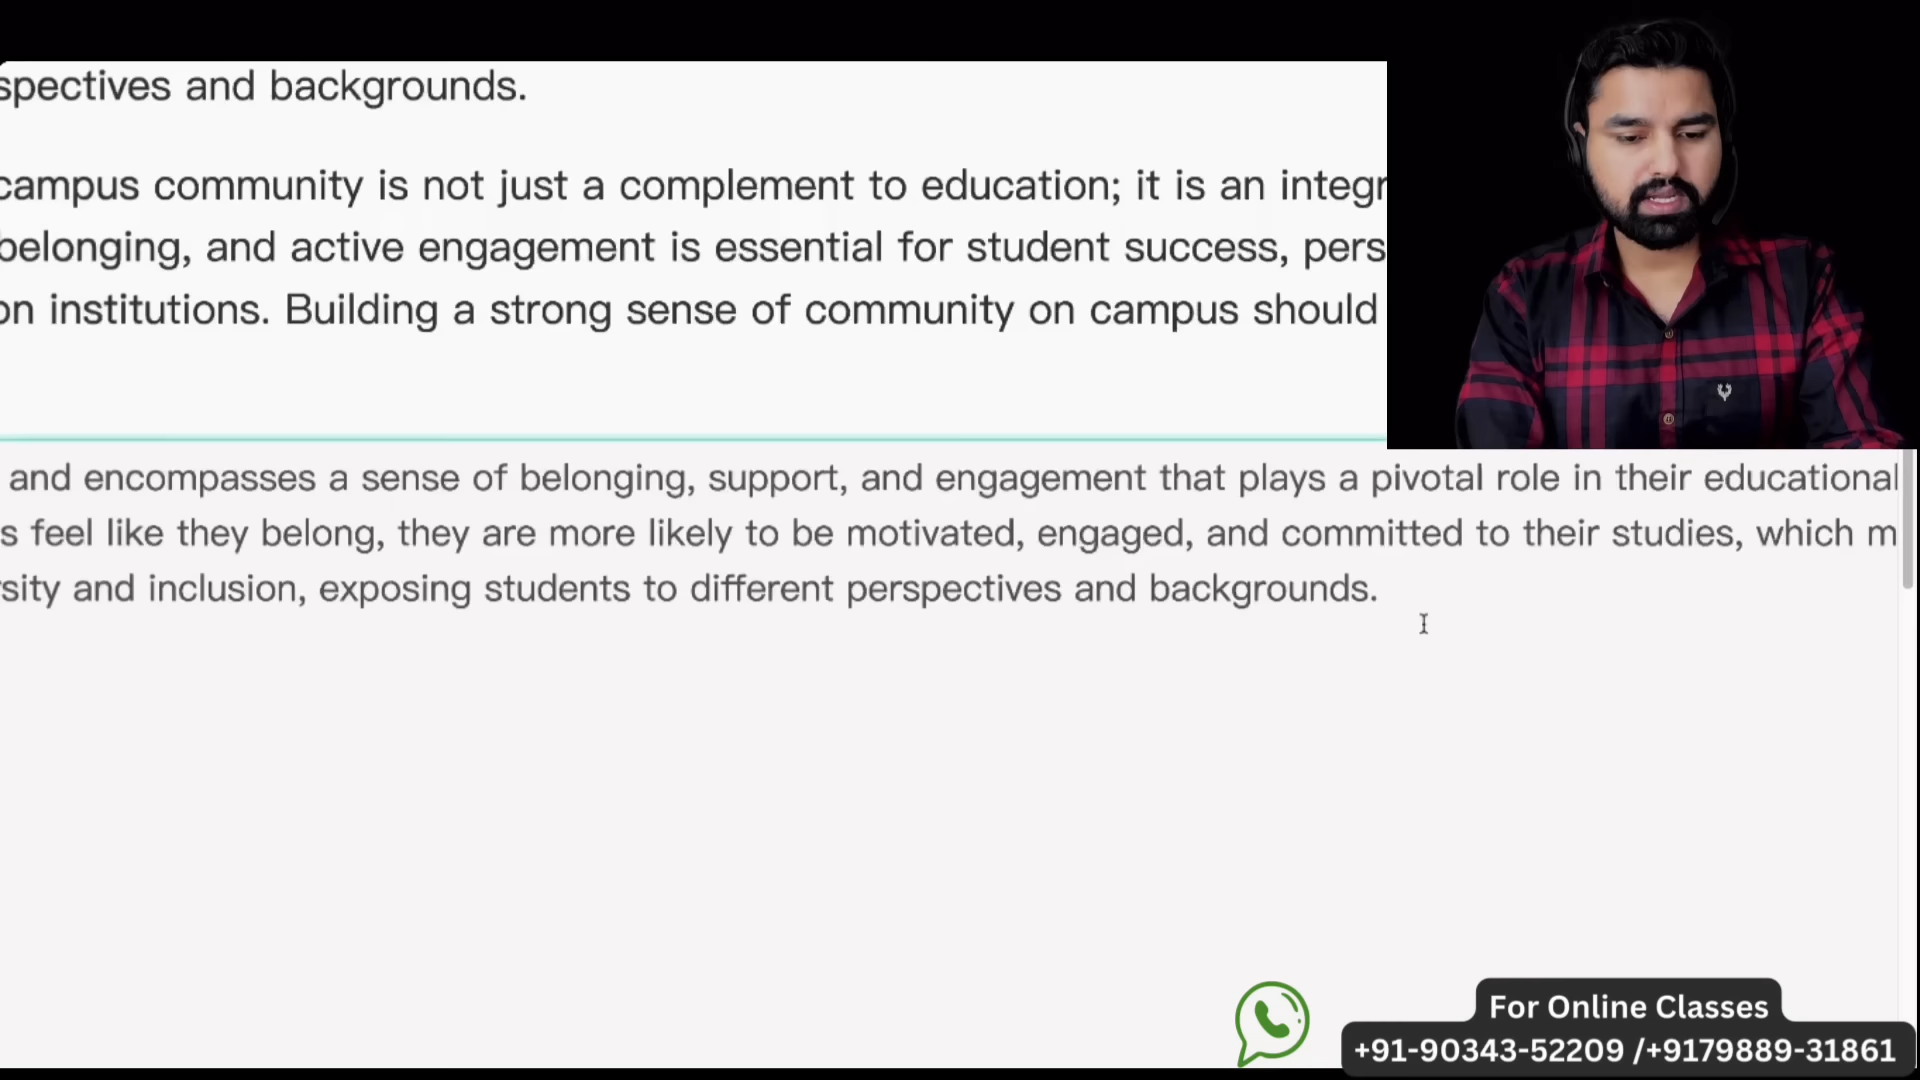 spectives and backgrounds.
campus community is not just a complement to education; it is an integr
belonging, and active engagement is essential for student success, pers
on institutions. Building a strong sense of community on campus should
and encompasses a sense of belonging, support, and engagement that plays a pivotal role in their educational
s feel like they belong, they are more likely to be motivated, engaged, and committed to their studies, which m
rsity and inclusion, exposing students to different perspectives and backgrounds.
For Online Classes
+91-90343-52209 /+9179889-31861